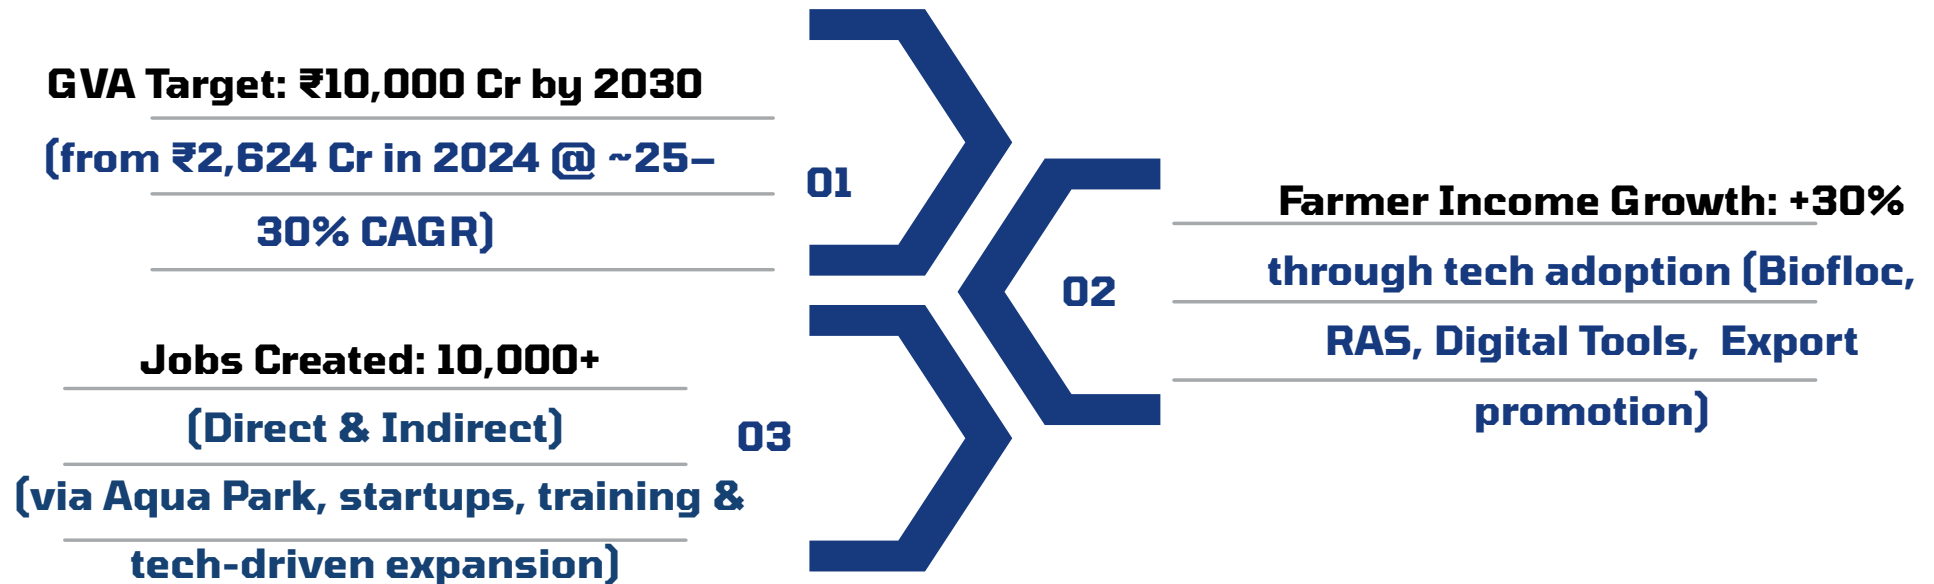 GVA Target: ₹10,000 Cr by 2030
(from ₹2,624 Cr in 2024 @ ~25–
30% CAGR)
01
Farmer Income Growth: +30%
through tech adoption (Biofloc,
RAS, Digital Tools,  Export
promotion)
02
Jobs Created: 10,000+
(Direct & Indirect)
(via Aqua Park, startups, training &
tech-driven expansion)
03